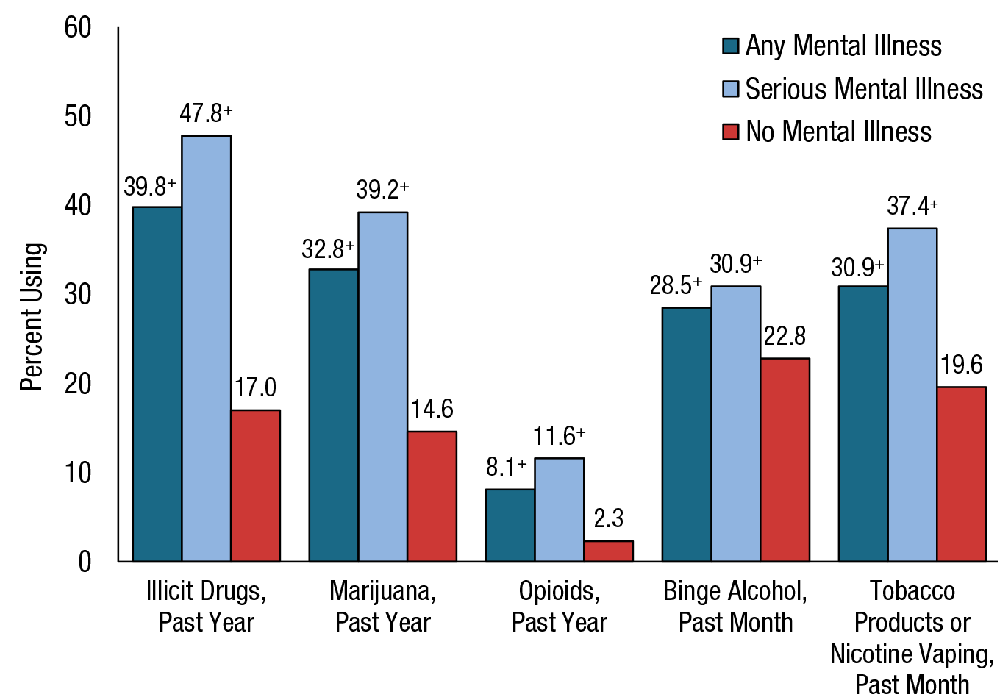 60
50
40
30
20
10
0
Percent Using
Any Mental Illness
Serious Mental Illness
No Mental Illness
39.8+
47.8+
17.0
32.8+
39.2+
14.6
8.1+
11.6+
2.3
28.5+
30.9+
22.8
30.9+
37.4+
19.6
Illicit Drugs,
Past Year
Marijuana,
Past Year
Opioids,
Past Year
Binge Alcohol,
Past Month
Tobacco
Products or
Nicotine Vaping,
Past Month